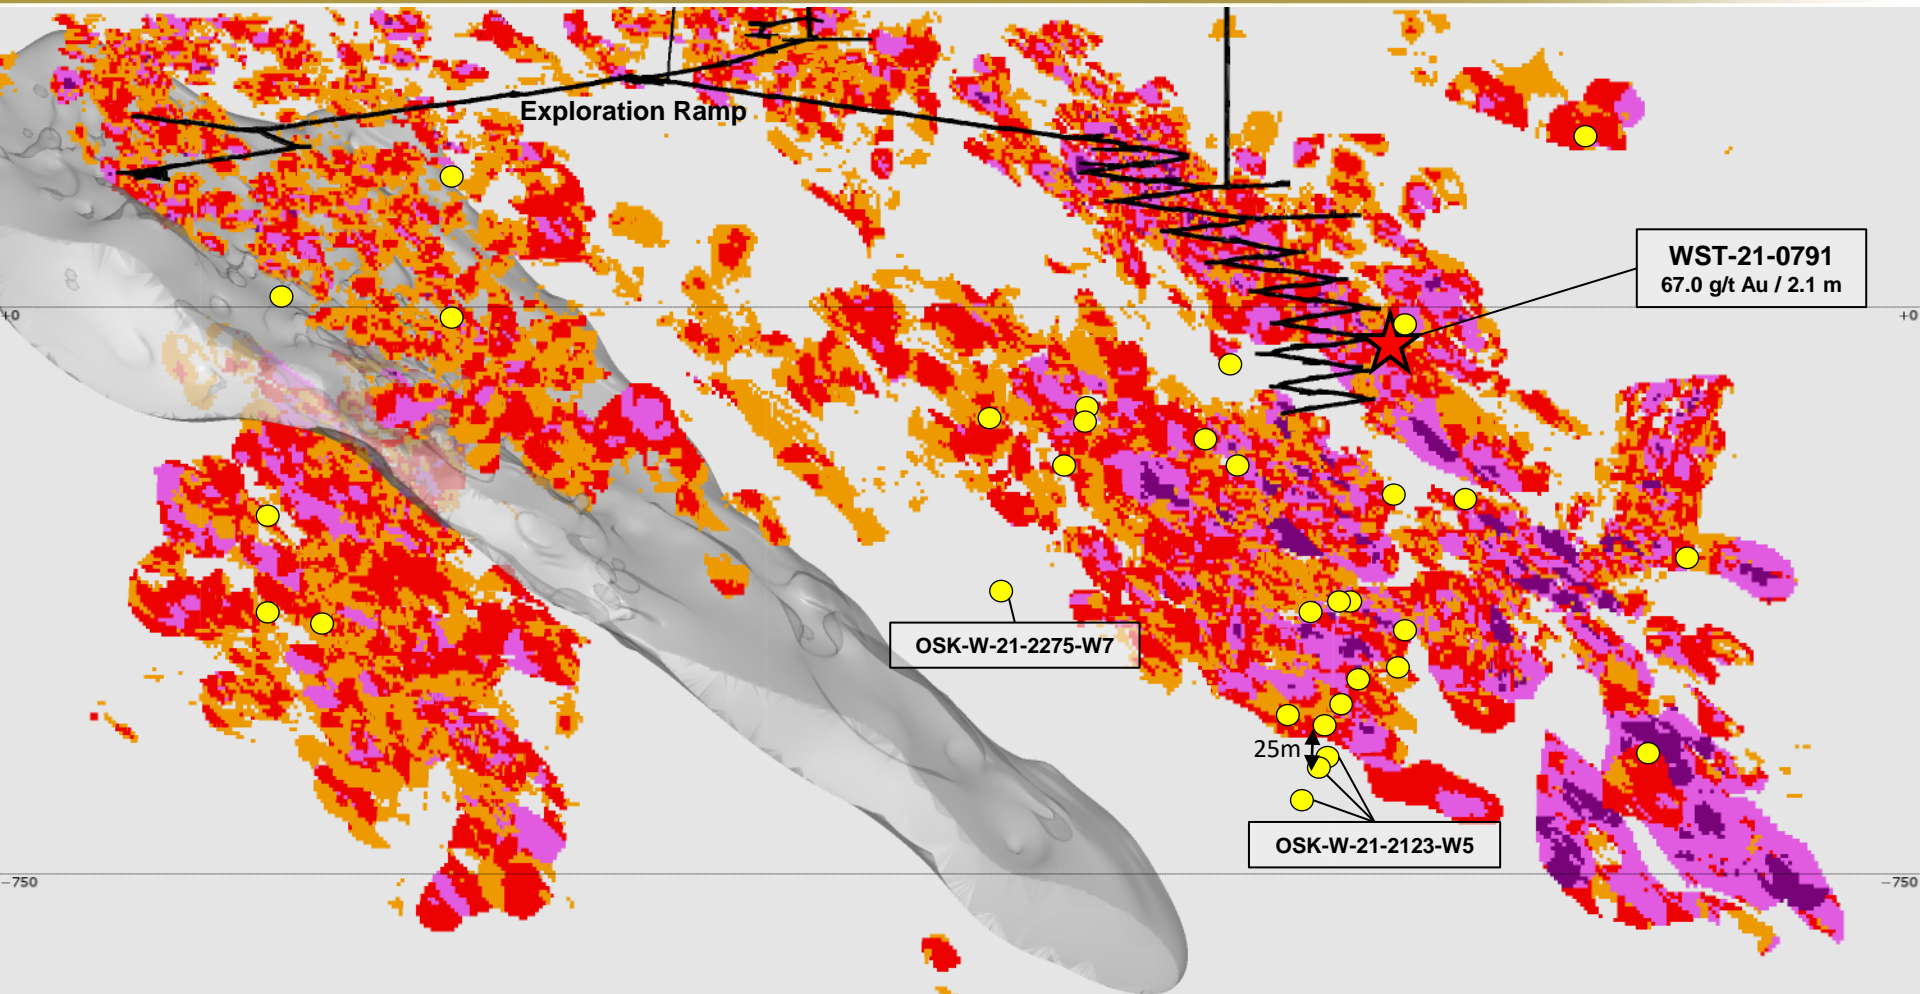 Exploration Ramp
WST-21-0791
67.0 g/t Au / 2.1 m
+0
+0
OSK-W-21-2275-W7
25m
OSK-W-21-2123-W5
−750
−750